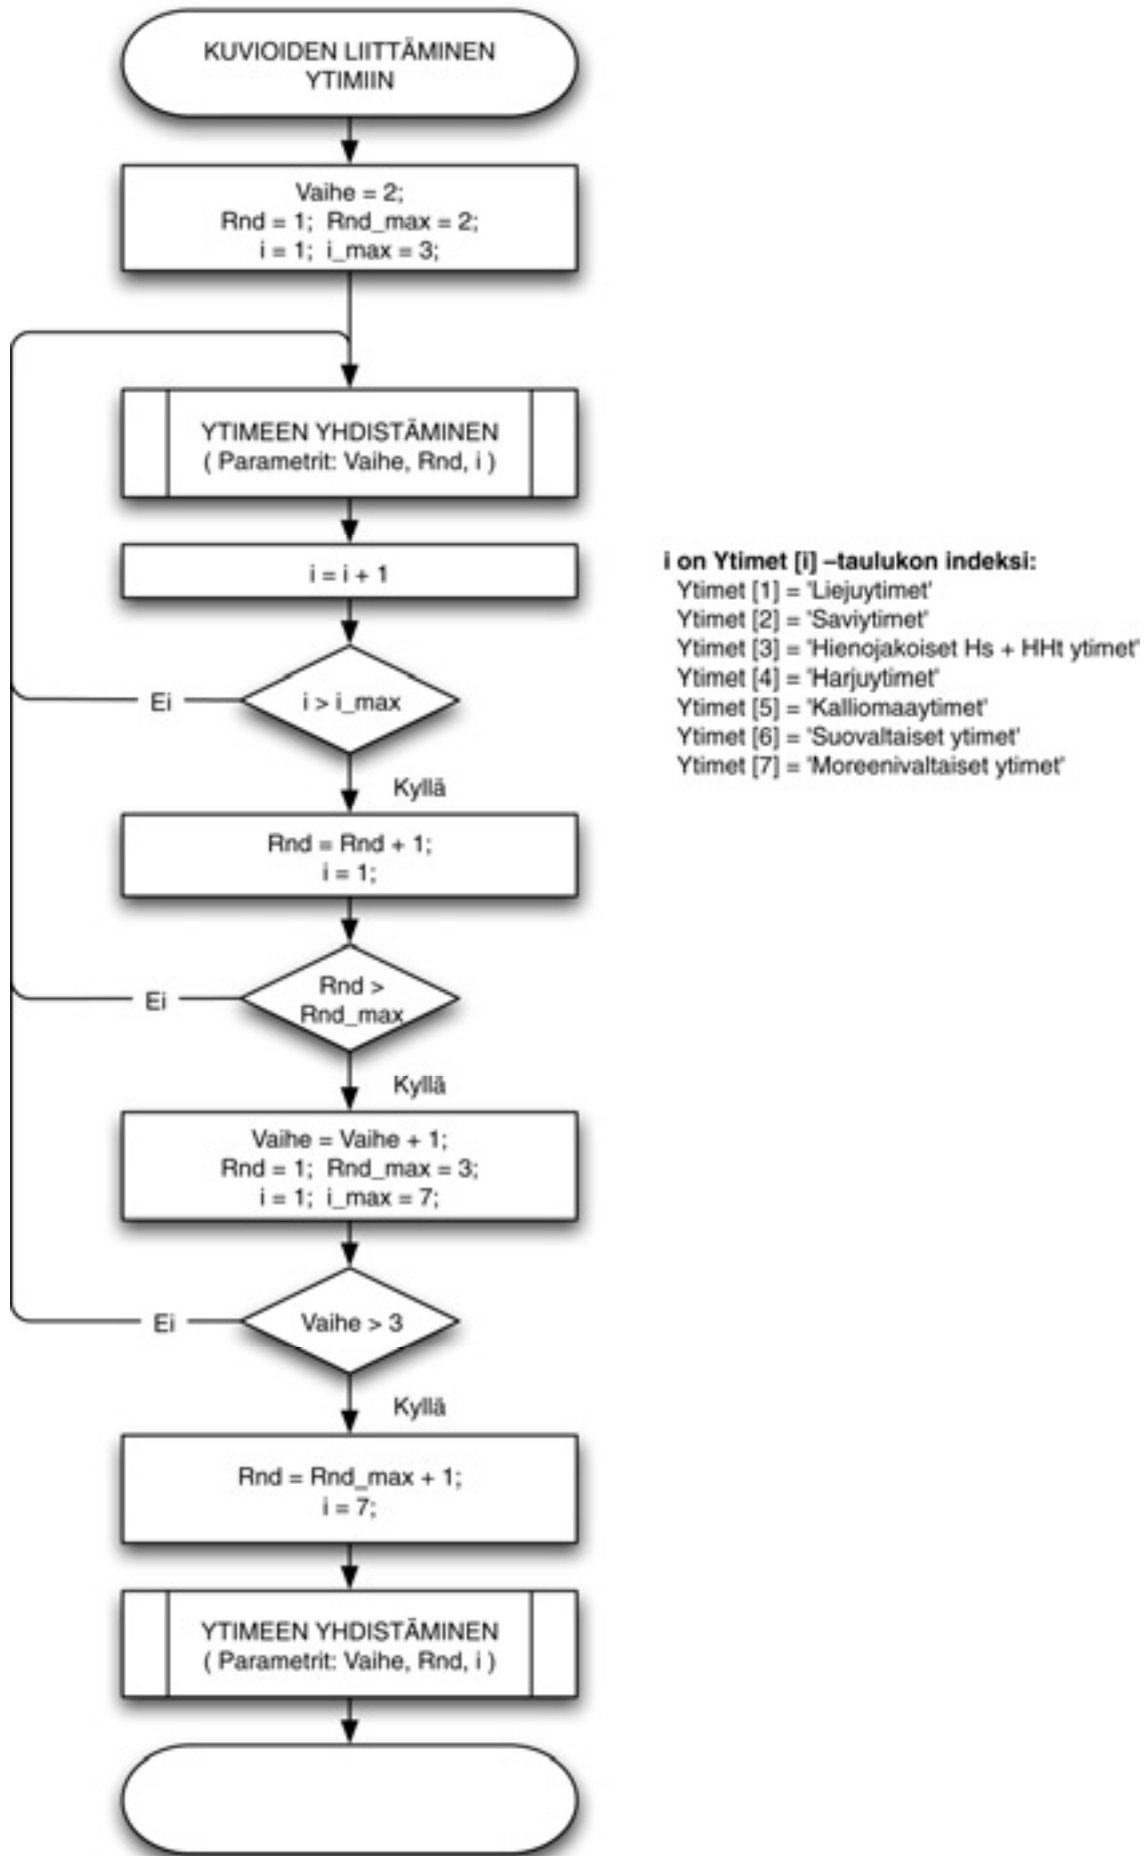 KUVIOIDEN LIITTÄMINEN
YTIMIIN
Vaihe = 2;
Rnd = 1; Rnd_max = 2;
i = 1; i_max = 3;
YTIMEEN YHDISTÄMINEN
( Parametrit: Vaihe, Rnd, i )
i = i + 1
i > i_max
Ei
Kyllä
Rnd = Rnd + 1;
i = 1;
Rnd >
Rnd_max
Ei
Kyllä
Vaihe = Vaihe + 1;
Rnd = 1; Rnd_max = 3;
i = 1; i_max = 7;
Vaihe > 3
Ei
Kyllä
Rnd = Rnd_max + 1;
i = 7;
YTIMEEN YHDISTÄMINEN
( Parametrit: Vaihe, Rnd, i )
i on Ytimet [i] –taulukon indeksi:
Ytimet [1] = 'Liejuytimet'
Ytimet [2] = 'Saviytimet'
Ytimet [3] = 'Hienojakoiset Hs + HHt ytimet'
Ytimet [4] = 'Harjuytimet'
Ytimet [5] = 'Kalliomaaytimet'
Ytimet [6] = 'Suovaltaiset ytimet'
Ytimet [7] = 'Moreenivaltaiset ytimet'